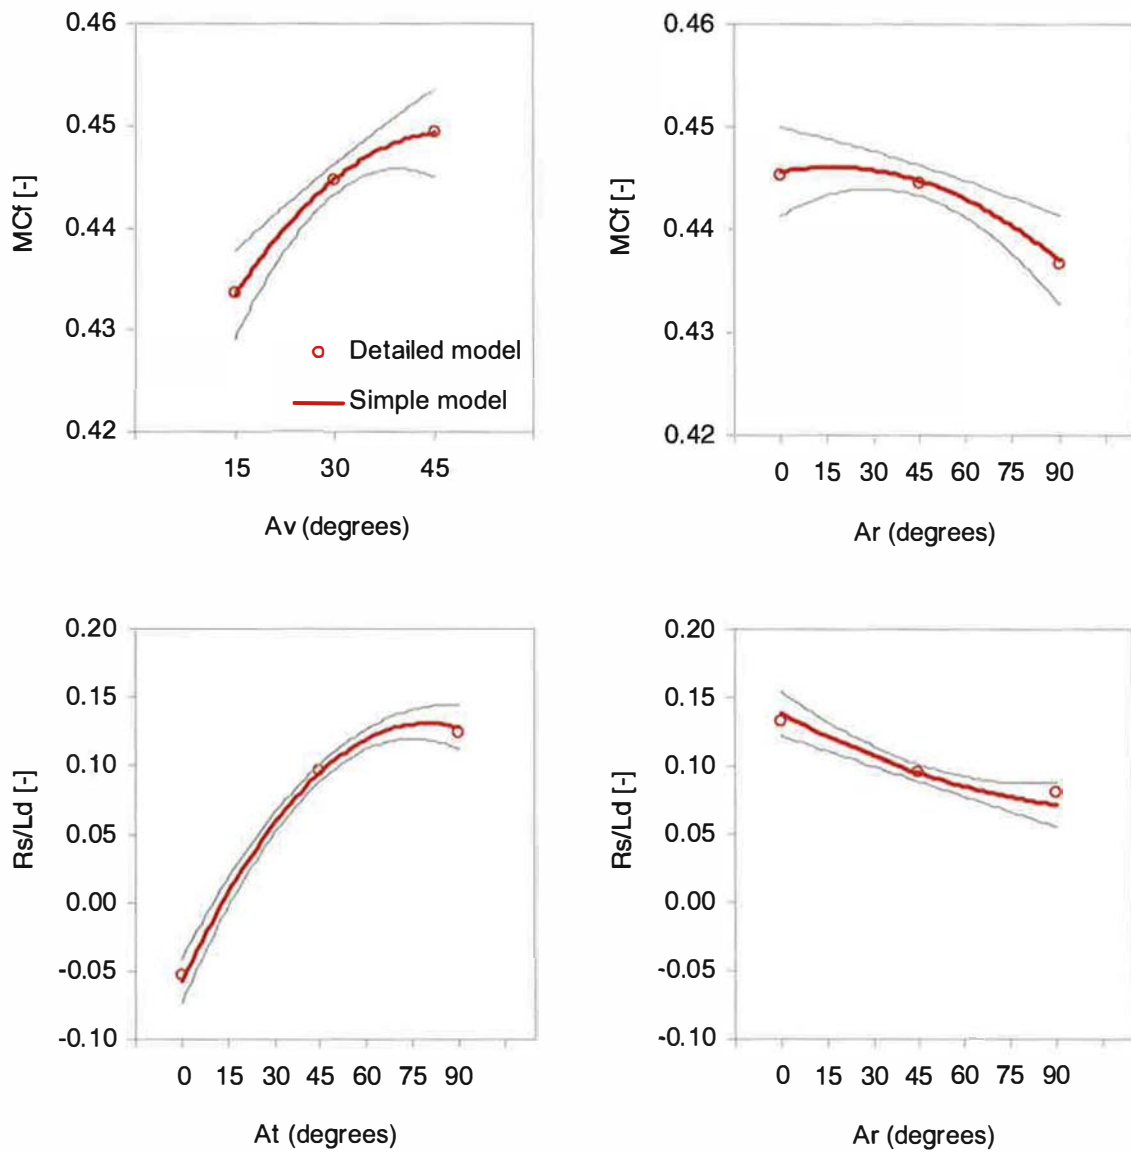 0.46
0.45
0.44
0.43
0.42
MCf [-]
15 30 45
Av (degrees)
Detailed model
Simple model
0.46
0.45
0.44
0.43
0.42
MCf [-]
0 15 30 45 60 75 90
Ar (degrees)
0.20
0.15
0.10
0.05
0.00
-0.05
-0.10
Rs/Ld [-]
0 15 30 45 60 75 90
At (degrees)
0.20
0.15
0.10
0.05
0.00
-0.05
-0.10
Rs/Ld [-]
0 15 30 45 60 75 90
Ar (degrees)